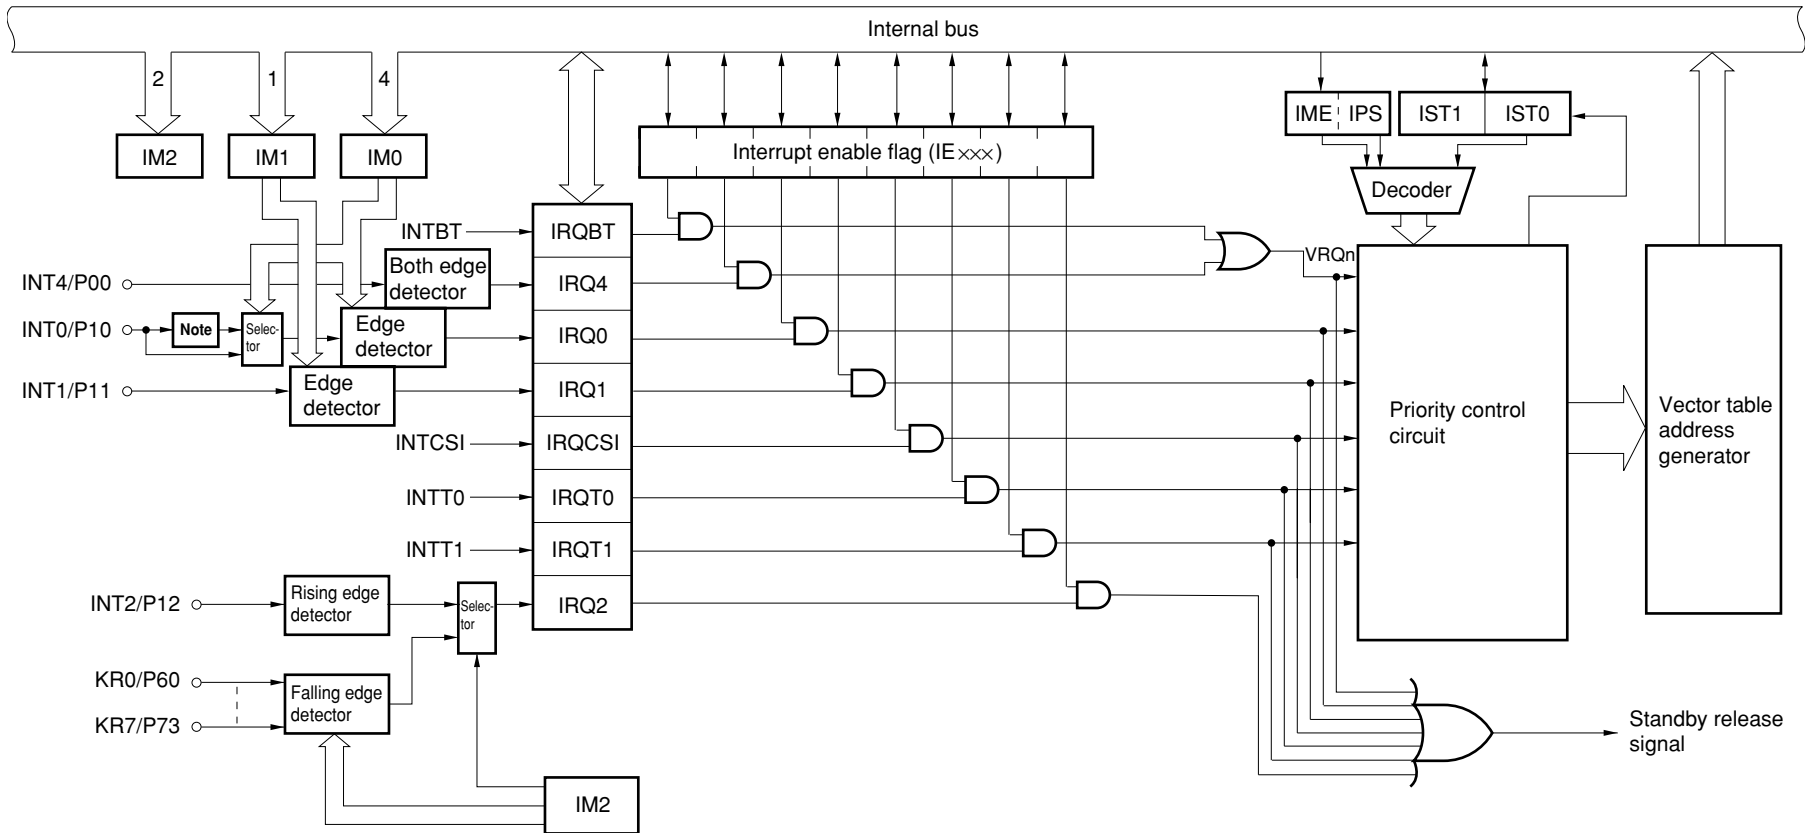 Internal bus
2
1
4
IM2
IM1
IM0
Interrupt enable flag (IE×××)
IME
IPS
IST1
IST0
Decoder
INTBT
IRQBT
VRQn
INT4/P00
Both edge
detector
IRQ4
INT0/P10
Note
Selec-
tor
Edge
detector
IRQ0
INT1/P11
Edge
detector
IRQ1
INTCSI
IRQCSI
Priority control
circuit
Vector table
address
generator
INTT0
IRQT0
INTT1
IRQT1
INT2/P12
Rising edge
detector
Selec-
tor
IRQ2
KR0/P60
KR7/P73
Falling edge
detector
IM2
Standby release
signal